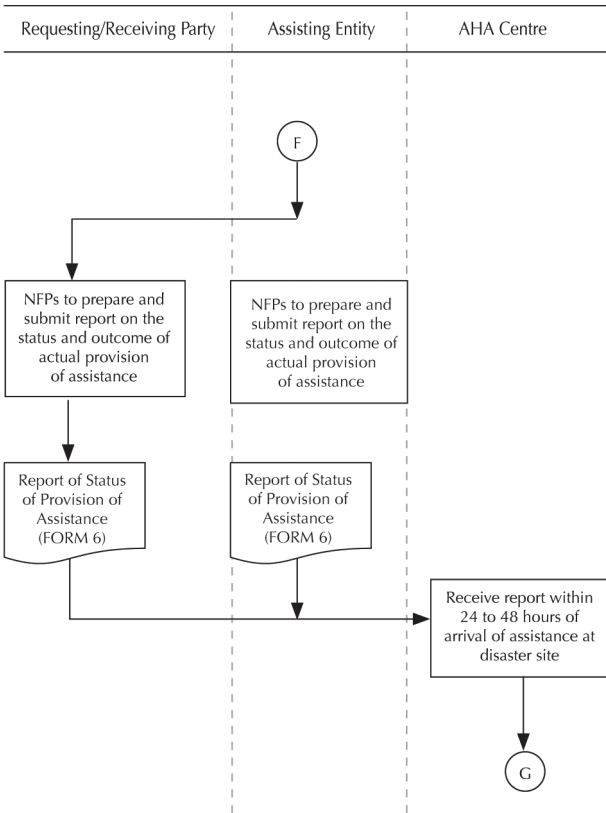 Requesting/Receiving Party
Assisting Entity
AHA Centre
F
NFPs to prepare and
submit report on the
status and outcome of
actual provision
of assistance
NFPs to prepare and
submit report on the
status and outcome of
actual provision
of assistance
Report of Status
of Provision of
Assistance
(FORM 6)
Report of Status
of Provision of
Assistance
(FORM 6)
Receive report within
24 to 48 hours of
arrival of assistance at
disaster site
G